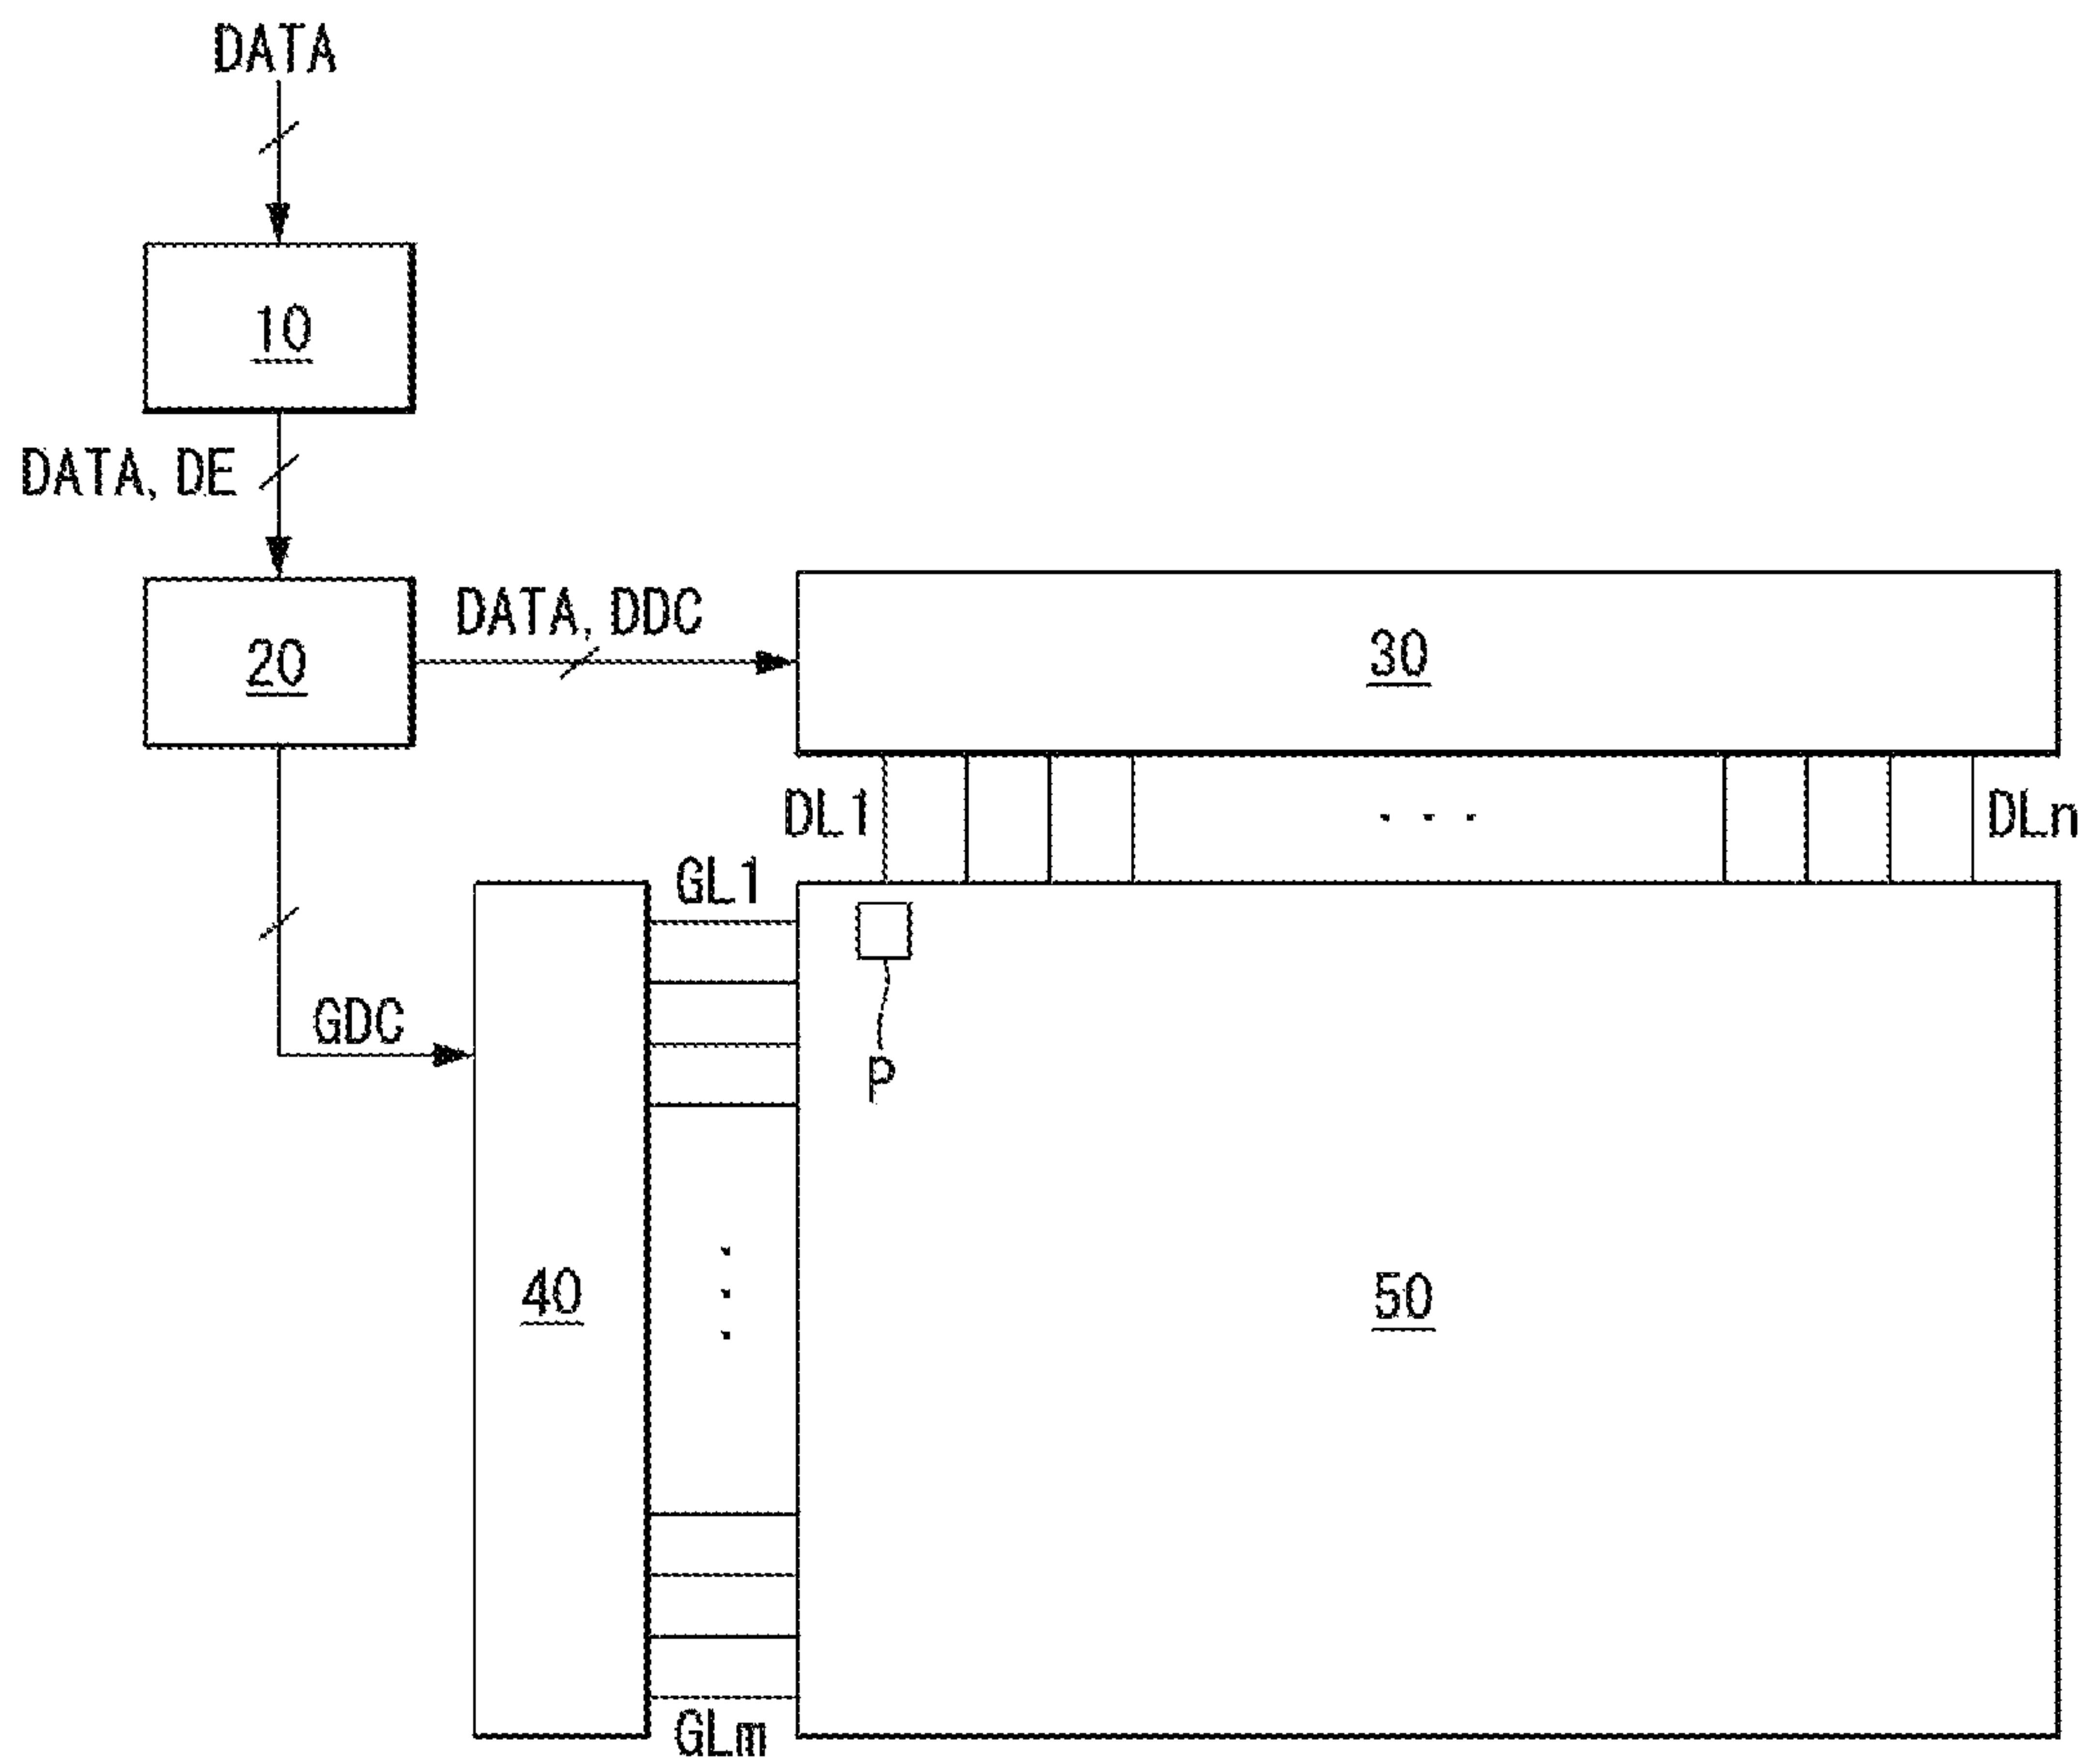 DATA
10
DATA, DE
20
DATA, DDC
30
DL1
. . .
DLn
GL1
GDC
P
40
50
GLm